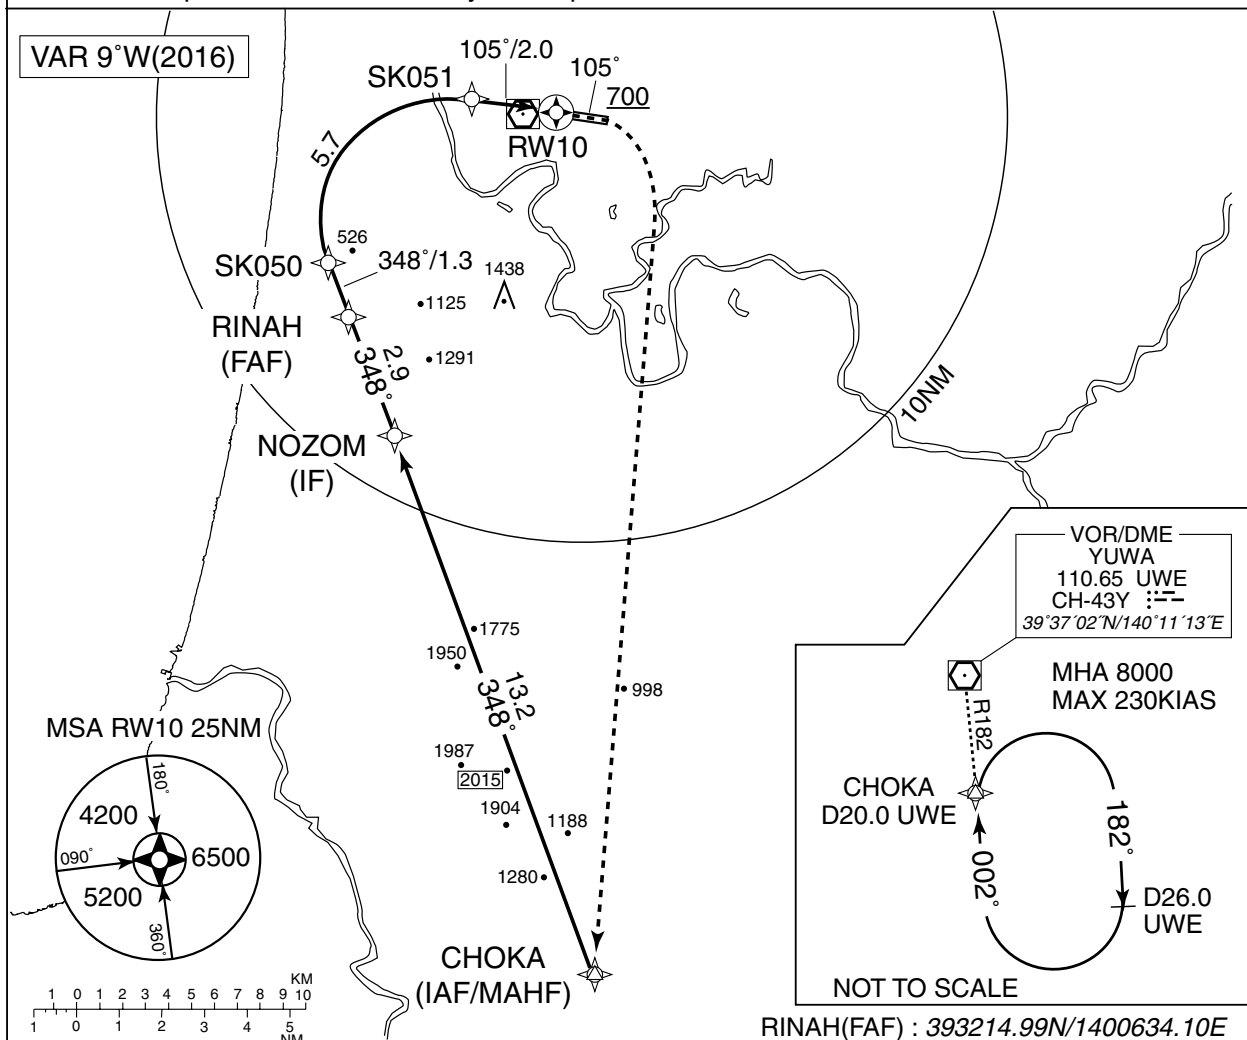 VAR 9°W(2016)
SK051
105°/2.0
105°
700
RW10
5.7
526
SK050
348°/1.3
1438
1125
RINAH
(FAF)
2.9
348°
1291
10NM
NOZOM
(IF)
VOR/DME
YUWA
110.65 UWE
CH-43Y
39°37´02˝N/140°11´13˝E
1775
1950
13.2
348°
998
R182
MHA 8000
MAX 230KIAS
MSA RW10 25NM
180°
4200
090°
6500
5200
360°
1987
2015
1904
1188
1280
CHOKA
D20.0 UWE
182°
002°
D26.0
UWE
CHOKA
(IAF/MAHF)
NOT TO SCALE
KM
1 0 1 2 3 4 5 6 7 8 9 10
1 0 1 2 3 4 5
NM
RINAH(FAF) : 393214.99N/1400634.10E